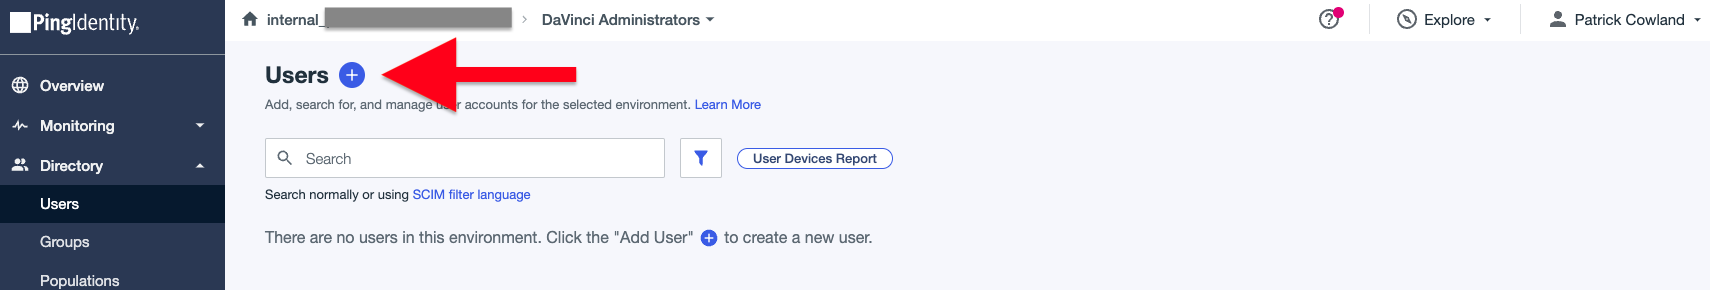 PingIdentity.
internal_
DaVinci Administrators
Explore
Patrick Cowland
Overview
Monitoring
Directory
Users
Groups
Populations
Users
Add, search for, and manage user accounts for the selected environment. Learn More
Search
User Devices Report
Search normally or using SCIM filter language
There are no users in this environment. Click the "Add User" to create a new user.